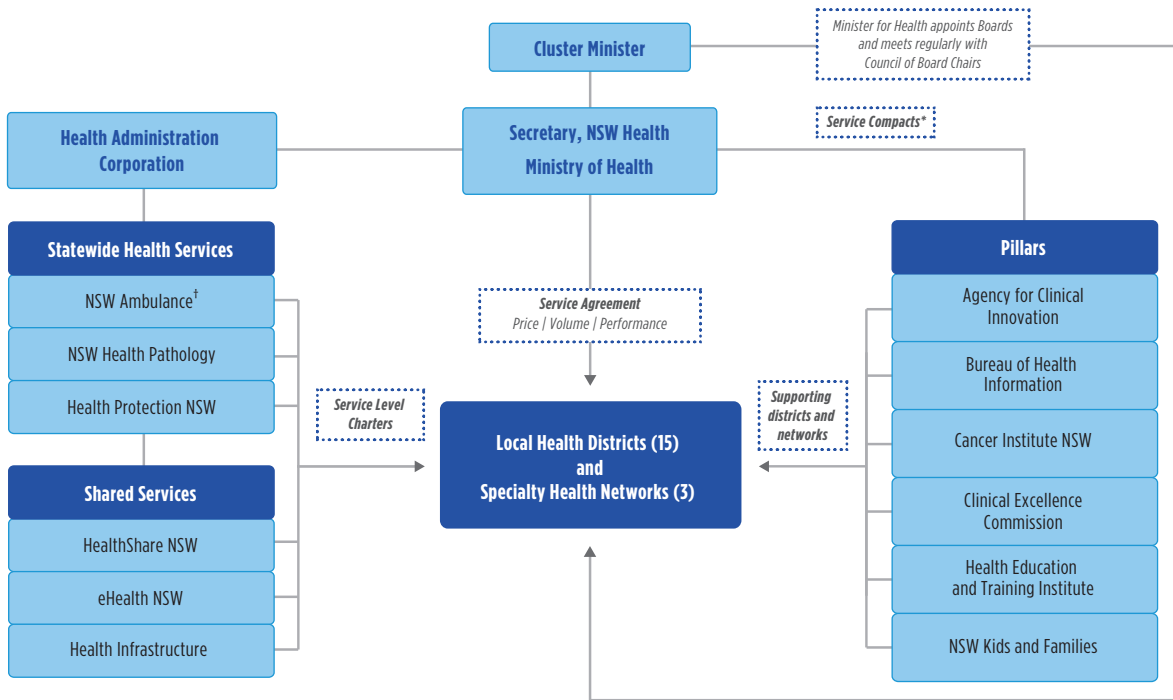 Cluster Minister
Minister for Health appoints Boards
and meets regularly with
Council of Board Chairs
Health Administration
Corporation
Secretary, NSW Health
Ministry of Health
Service Compacts*
Statewide Health Services
NSW Ambulance†
NSW Health Pathology
Health Protection NSW
Shared Services
HealthShare NSW
eHealth NSW
Health Infrastructure
Service Level
Charters
Service Agreement
Price | Volume | Performance
Local Health Districts (15)
and
Specialty Health Networks (3)
Supporting
districts and
networks
Pillars
Agency for Clinical
Innovation
Bureau of Health
Information
Cancer Institute NSW
Clinical Excellence
Commission
Health Education
and Training Institute
NSW Kids and Families